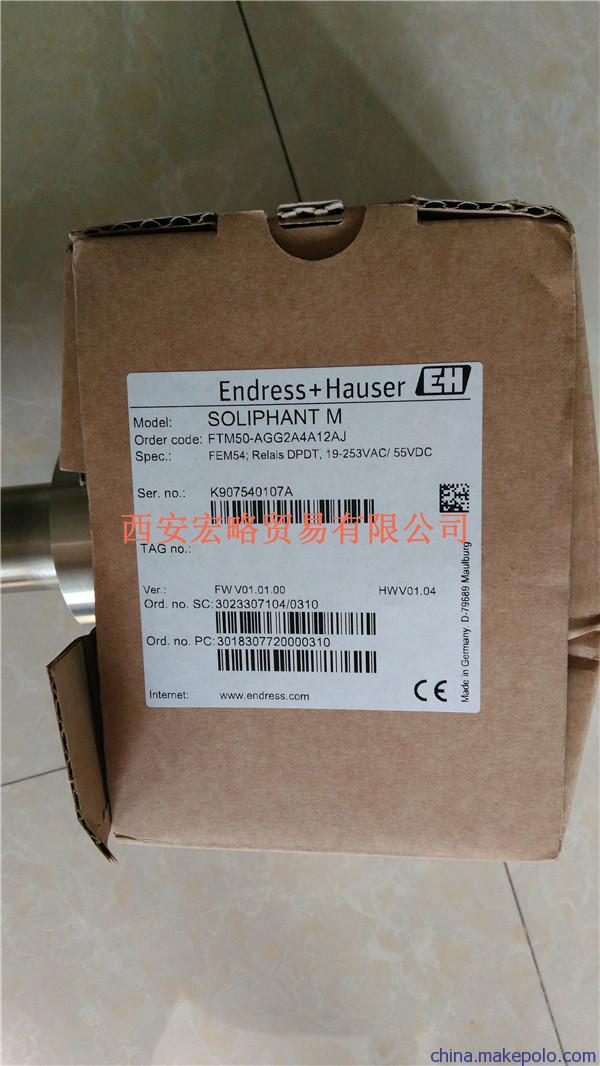 Endress+Hauser EH
Model: SOLIPHANT M
Order code: FTM50-AGG2A4A12AJ
Spec.: FEM54; Relais DPDT, 19-253VAC/ 55VDC
Ser. no.: K907540107A
西安宏略贸易有限公司
TAG no.:
Ver.: FW V01.01.00 HW V01.04
Ord. no. SC: 3023307104/0310
Ord. no. PC: 3018307720000310
Internet: www.endress.com CE
Made in Germany D-79689 Maulburg
china.makepolo.com